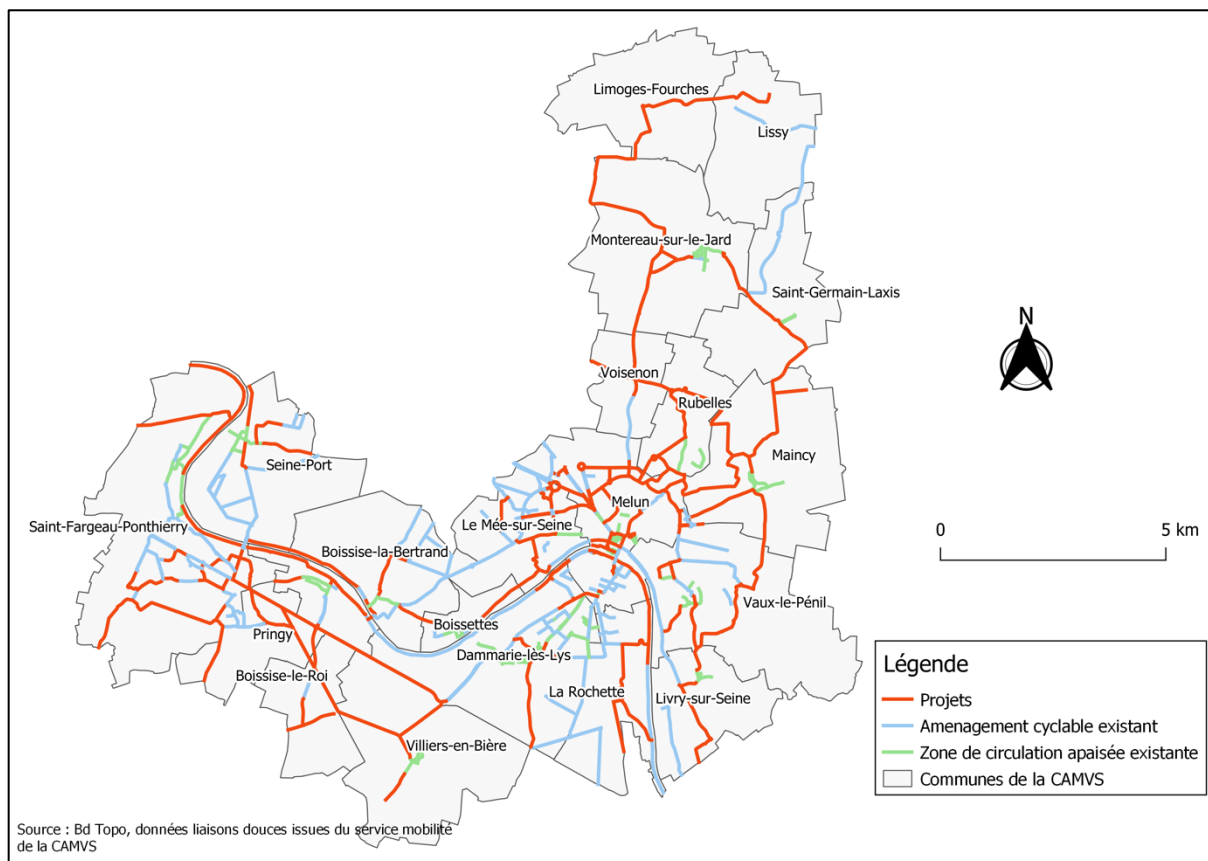 Limoges-Fourches
Lissy
Montereau-sur-le-Jard
Saint-Germain-Laxis
N
Voisenon
Rubelles
Maincy
Seine-Port
Melun
Saint-Fargeau-Ponthierry
Le Mée-sur-Seine
0 5 km
Boissise-la-Bertrand
Vaux-le-Pénil
Boissettes
Pringy
Dammarie-lès-Lys
Boissise-le-Roi
La Rochette
Livry-sur-Seine
Villiers-en-Bière
Légende
Projets
Amenagement cyclable existant
Zone de circulation apaisée existante
Communes de la CAMVS
Source : Bd Topo, données liaisons douces issues du service mobilité
de la CAMVS